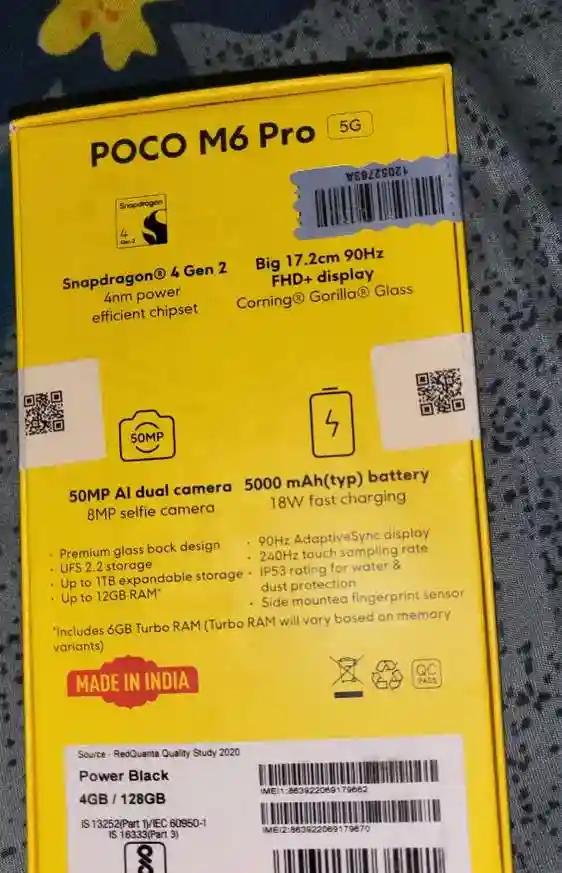 POCO M6 Pro 5G
12052763A
Snapdragon
4
Gen 2
Snapdragon® 4 Gen 2
4nm power
efficient chipset
Big 17.2cm 90Hz
FHD+ display
Corning® Gorilla® Glass
50MP
50MP AI dual camera
8MP selfie camera
5000 mAh(typ) battery
18W fast charging
· Premium glass back design
· UFS 2.2 storage
· Up to 1TB expandable storage
· Up to 12GB RAM*
· 90Hz AdaptiveSync display
· 240Hz touch sampling rate
· IP53 rating for water &
dust protection
· Side mounted fingerprint sensor
*Includes 6GB Turbo RAM (Turbo RAM will vary based on memory
variants)
MADE IN INDIA
QC
PASS
Source - RedQuanta Quality Study 2020
Power Black
4GB / 128GB
IS 13252(Part 1)/IEC 60950-1
IS 16333(Part 3)
IMEI1:863922069179662
IMEI2:863922069179670